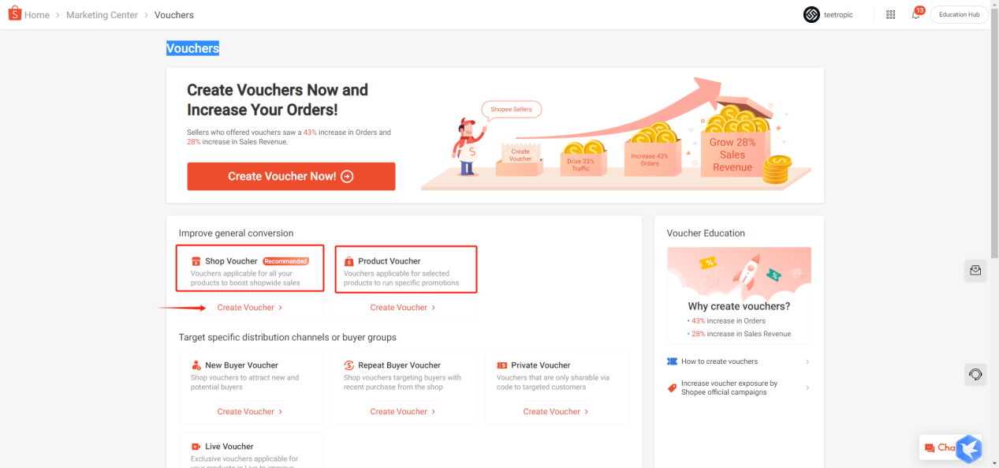 Home > Marketing Center > Vouchers
teetropic
13
Education Hub
Vouchers
Create Vouchers Now and
Increase Your Orders!
Sellers who offered vouchers saw a 43% increase in Orders and
28% increase in Sales Revenue.
Create Voucher Now!
Shopee Sellers
S
Create
Voucher
Drive 33%
Traffic
Increase 43%
Orders
Grow 28%
Sales
Revenue
Improve general conversion
Shop Voucher Recommended
Vouchers applicable for all your
products to boost shopwide sales
Create Voucher >
Product Voucher
Vouchers applicable for selected
products to run specific promotions
Create Voucher >
Target specific distribution channels or buyer groups
New Buyer Voucher
Shop vouchers to attract new and
potential buyers
Create Voucher >
Repeat Buyer Voucher
Shop vouchers targeting buyers with
recent purchase from the shop
Create Voucher >
Private Voucher
Vouchers that are only sharable via
code to targeted customers
Create Voucher >
Live Voucher
Exclusive vouchers applicable for
your products in Live to improve
Voucher Education
Why create vouchers?
• 43% increase in Orders
• 28% increase in Sales Revenue
How to create vouchers >
Increase voucher exposure by
Shopee official campaigns >
Cha